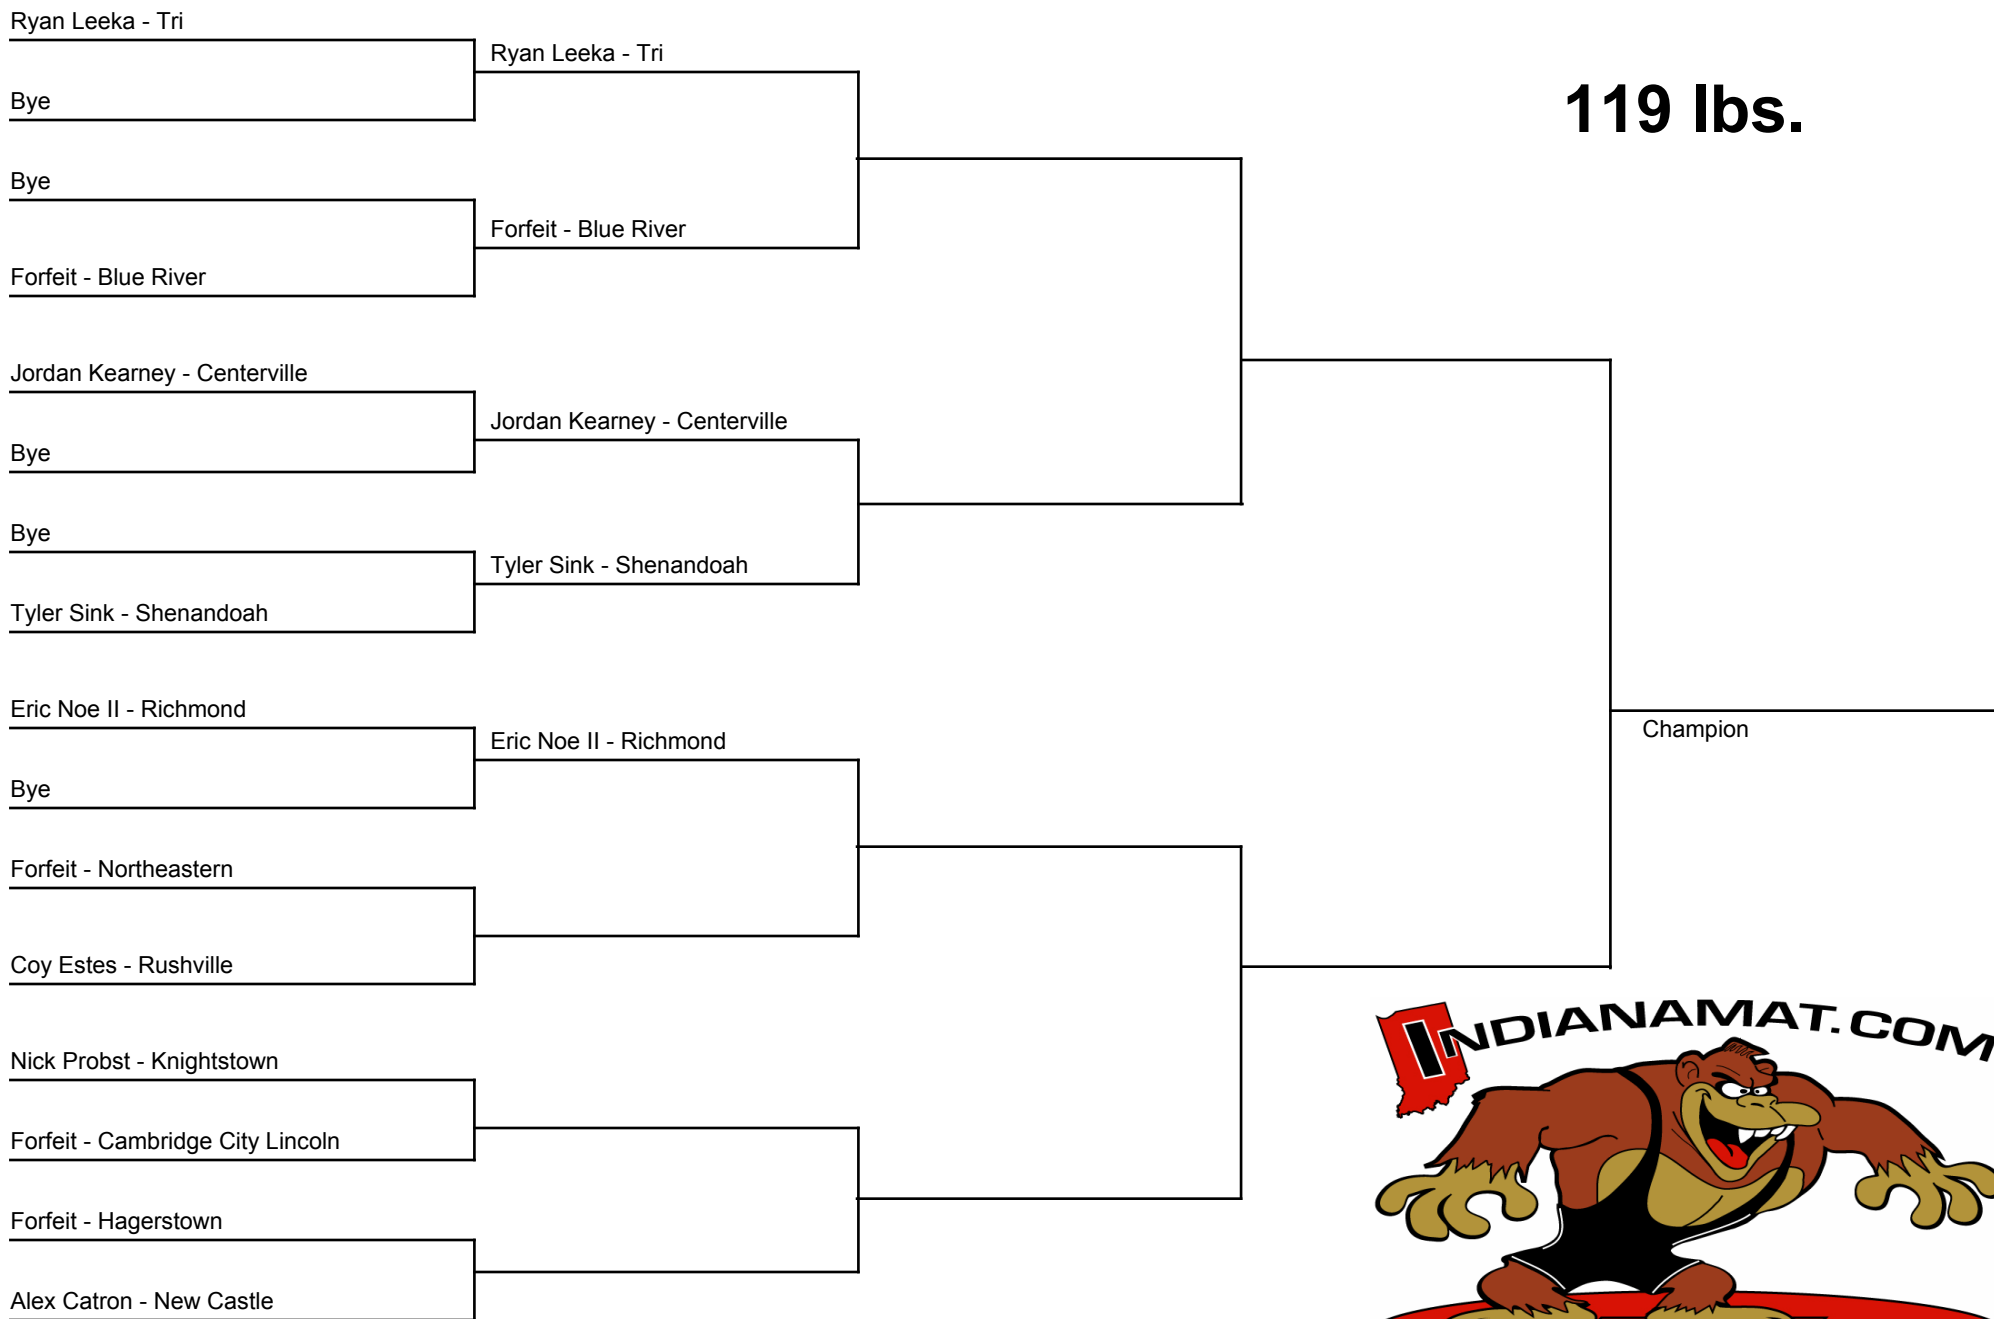 Ryan Leeka - Tri
Ryan Leeka - Tri
Bye
119 lbs.
Bye
Forfeit - Blue River
Forfeit - Blue River
Jordan Kearney - Centerville
Jordan Kearney - Centerville
Bye
Bye
Tyler Sink - Shenandoah
Tyler Sink - Shenandoah
Eric Noe II - Richmond
Eric Noe II - Richmond
Champion
Bye
Forfeit - Northeastern
Coy Estes - Rushville
INDIANAMAT.COM
Nick Probst - Knightstown
Forfeit - Cambridge City Lincoln
Forfeit - Hagerstown
Alex Catron - New Castle